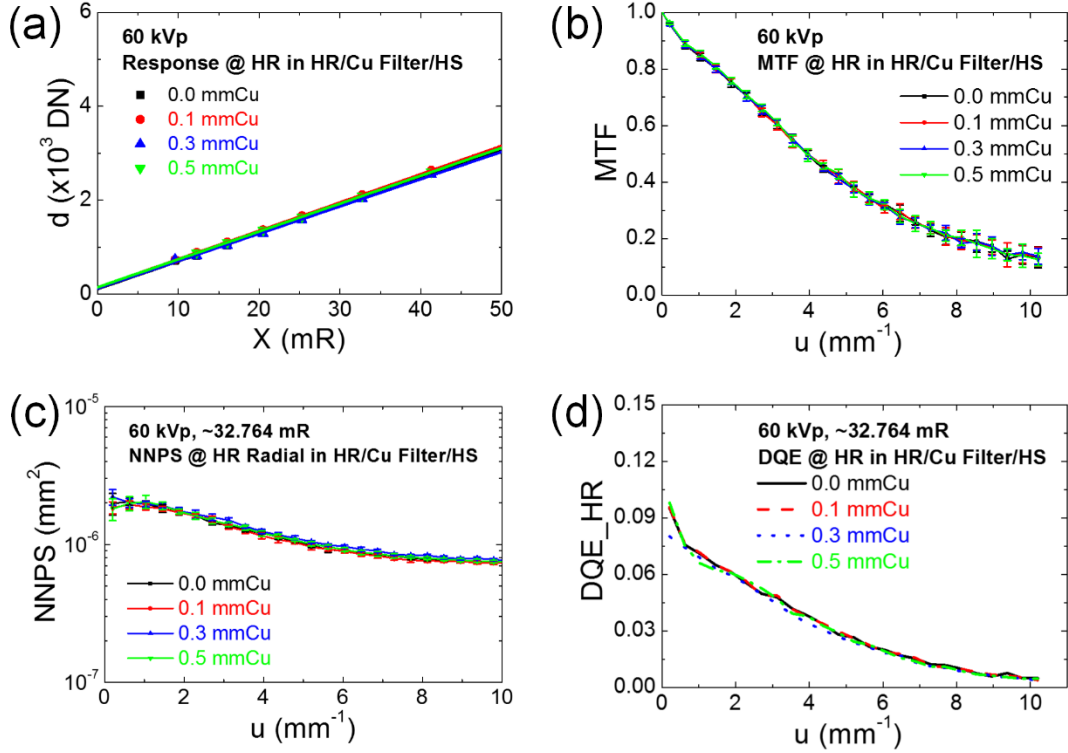 (a)
60 kVp
Response @ HR in HR/Cu Filter/HS
0.0 mmCu
0.1 mmCu
0.3 mmCu
0.5 mmCu
d (x10³ DN)
6
4
2
0
0 10 20 30 40 50
X (mR)
(b)
60 kVp
MTF @ HR in HR/Cu Filter/HS
0.0 mmCu
0.1 mmCu
0.3 mmCu
0.5 mmCu
MTF
1.0
0.8
0.6
0.4
0.2
0.0
0 2 4 6 8 10
u (mm⁻¹)
(c)
60 kVp, ~32.764 mR
NNPS @ HR Radial in HR/Cu Filter/HS
0.0 mmCu
0.1 mmCu
0.3 mmCu
0.5 mmCu
NNPS (mm²)
10⁻⁵
10⁻⁶
10⁻⁷
0 2 4 6 8 10
u (mm⁻¹)
(d)
60 kVp, ~32.764 mR
DQE @ HR in HR/Cu Filter/HS
0.0 mmCu
0.1 mmCu
0.3 mmCu
0.5 mmCu
DQE_HR
0.15
0.12
0.09
0.06
0.03
0.00
0 2 4 6 8 10
u (mm⁻¹)